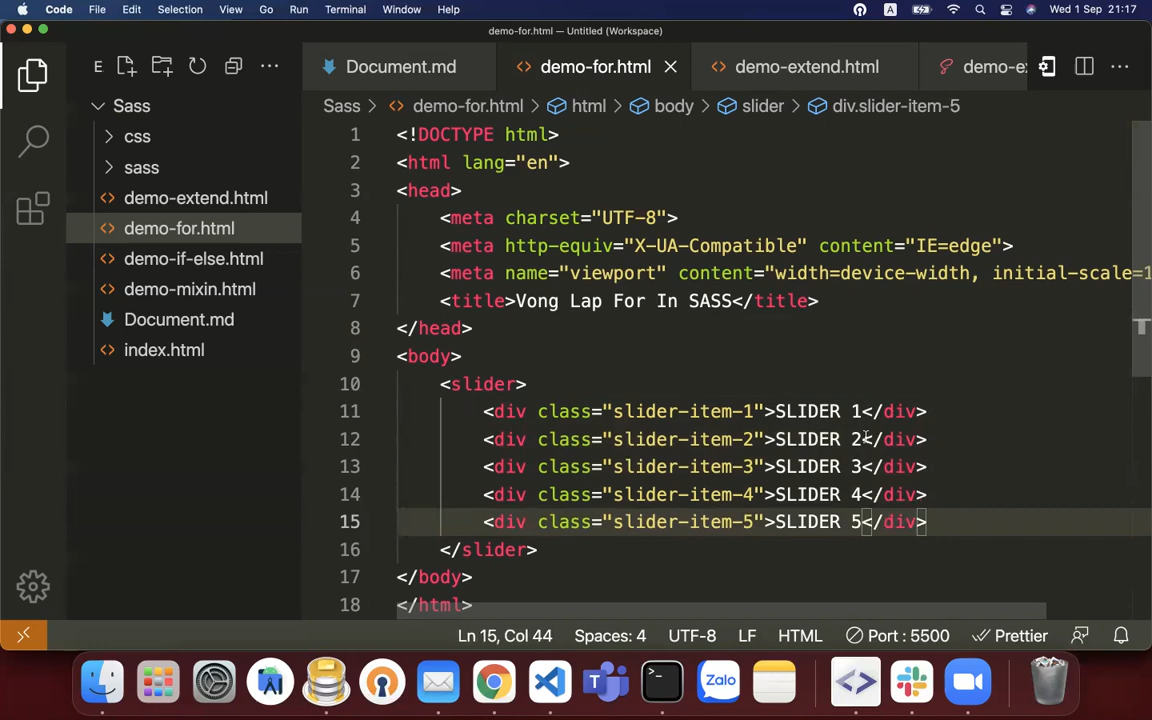 Code File Edit Selection View Go Run Terminal Window Help A Wed 1 Sep 21:17
demo-for.html — Untitled (Workspace)
E
Document.md demo-for.html demo-extend.html demo-ex
Sass
Sass > demo-for.html > html > body > slider > div.slider-item-5
css
sass
demo-extend.html
demo-for.html
demo-if-else.html
demo-mixin.html
Document.md
index.html
1 <!DOCTYPE html>
2 <html lang="en">
3 <head>
4 <meta charset="UTF-8">
5 <meta http-equiv="X-UA-Compatible" content="IE=edge">
6 <meta name="viewport" content="width=device-width, initial-scale=1
7 <title>Vong Lap For In SASS</title>
8 </head>
9 <body>
10 <slider>
11 <div class="slider-item-1">SLIDER 1</div>
12 <div class="slider-item-2">SLIDER 2</div>
13 <div class="slider-item-3">SLIDER 3</div>
14 <div class="slider-item-4">SLIDER 4</div>
15 <div class="slider-item-5">SLIDER 5</div>
16 </slider>
17 </body>
18 </html>
Ln 15, Col 44 Spaces: 4 UTF-8 LF HTML Port : 5500 Prettier
Zalo